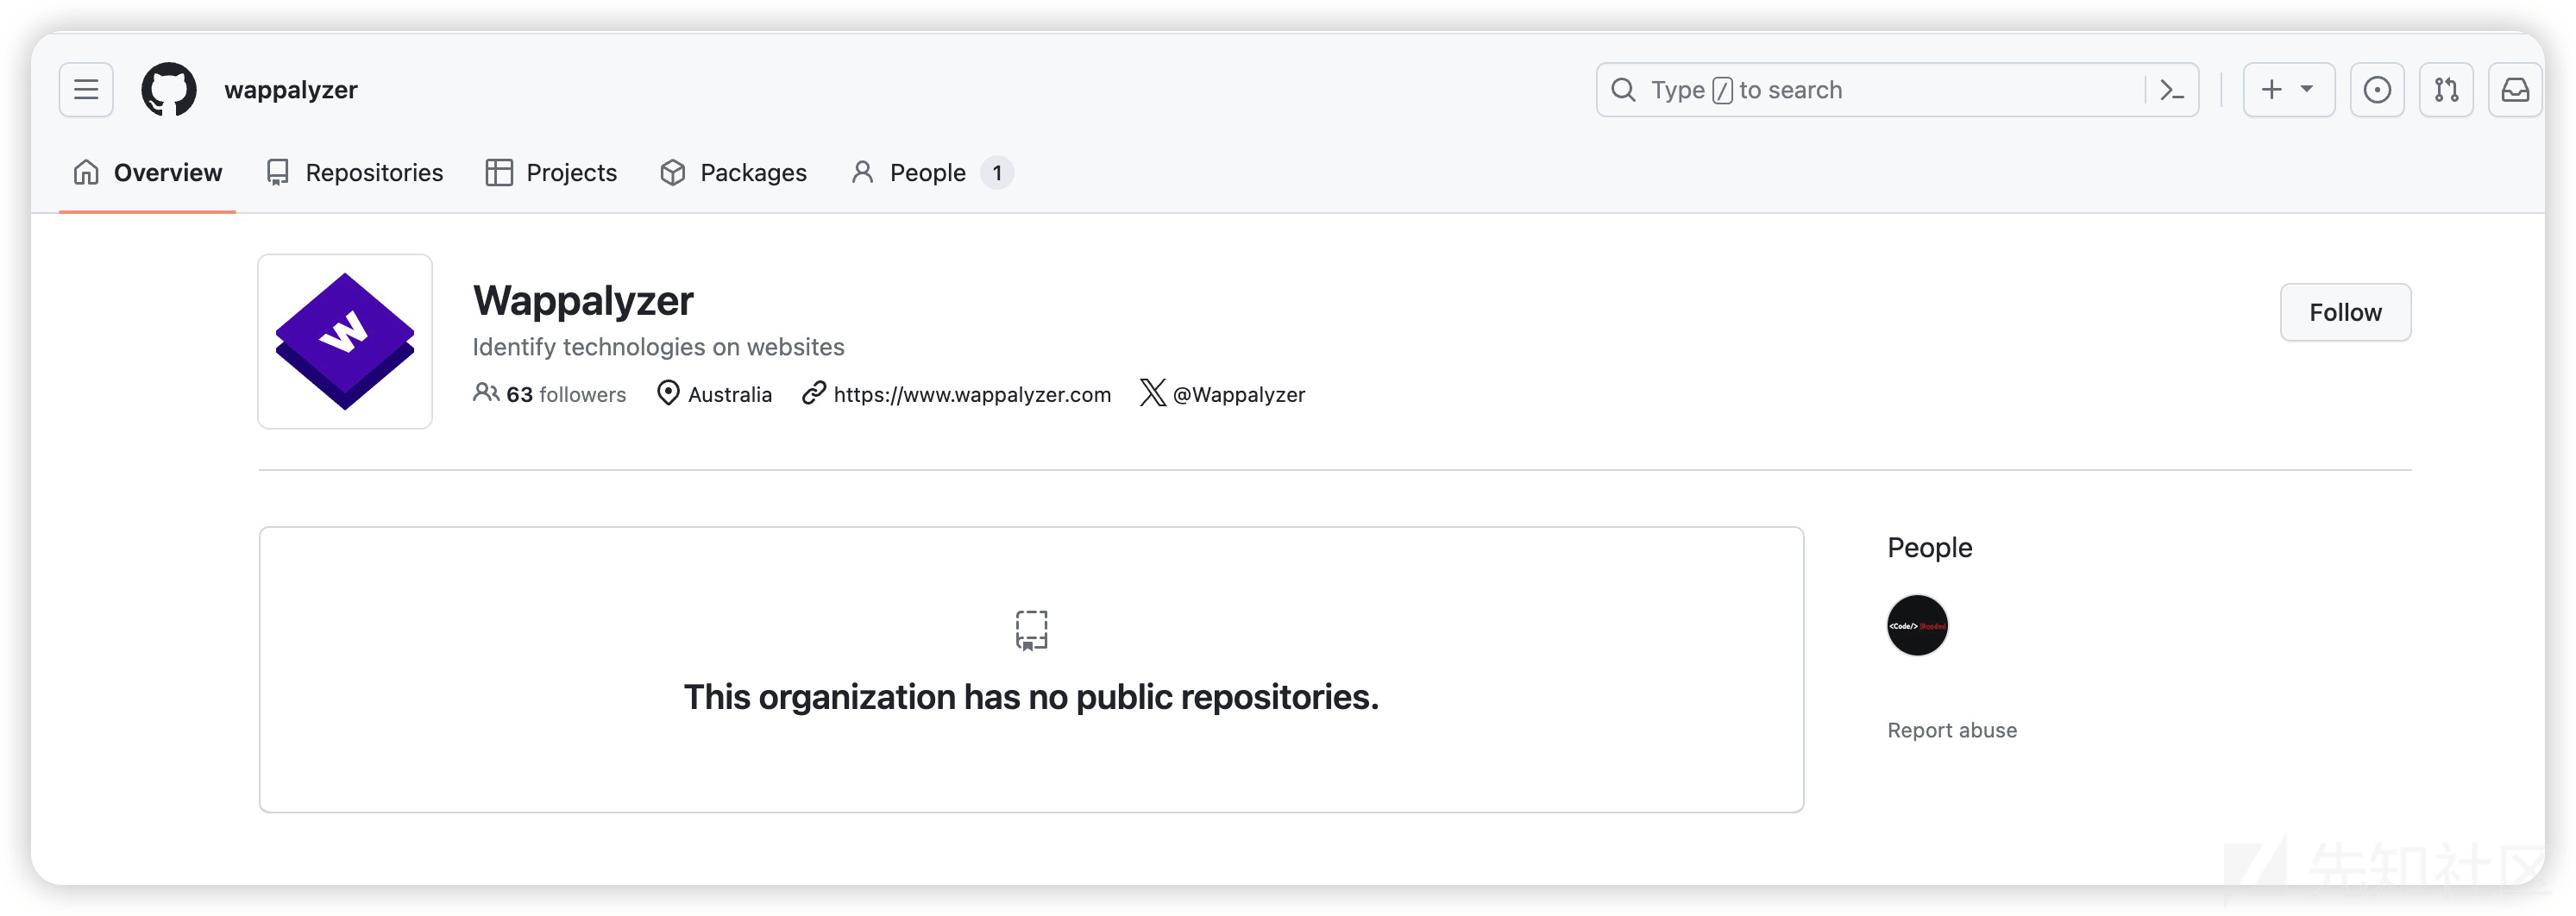 wappalyzer
Type / to search
Overview Repositories Projects Packages People 1
W
Wappalyzer
Follow
Identify technologies on websites
63 followers Australia https://www.wappalyzer.com @Wappalyzer
People
<Code/> Blooded
This organization has no public repositories.
Report abuse
先知社区